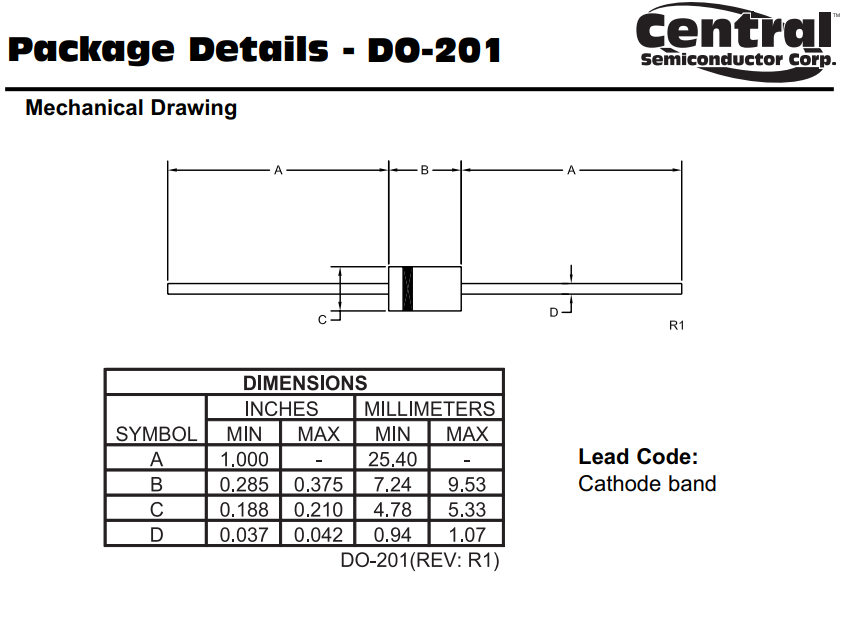 Package Details - DO-201
Central™
Semiconductor Corp.
Mechanical Drawing
A B A
C
D
R1
DIMENSIONS
INCHES MILLIMETERS
SYMBOL MIN MAX MIN MAX
A 1.000 - 25.40 -
B 0.285 0.375 7.24 9.53
C 0.188 0.210 4.78 5.33
D 0.037 0.042 0.94 1.07
DO-201(REV: R1)
Lead Code:
Cathode band